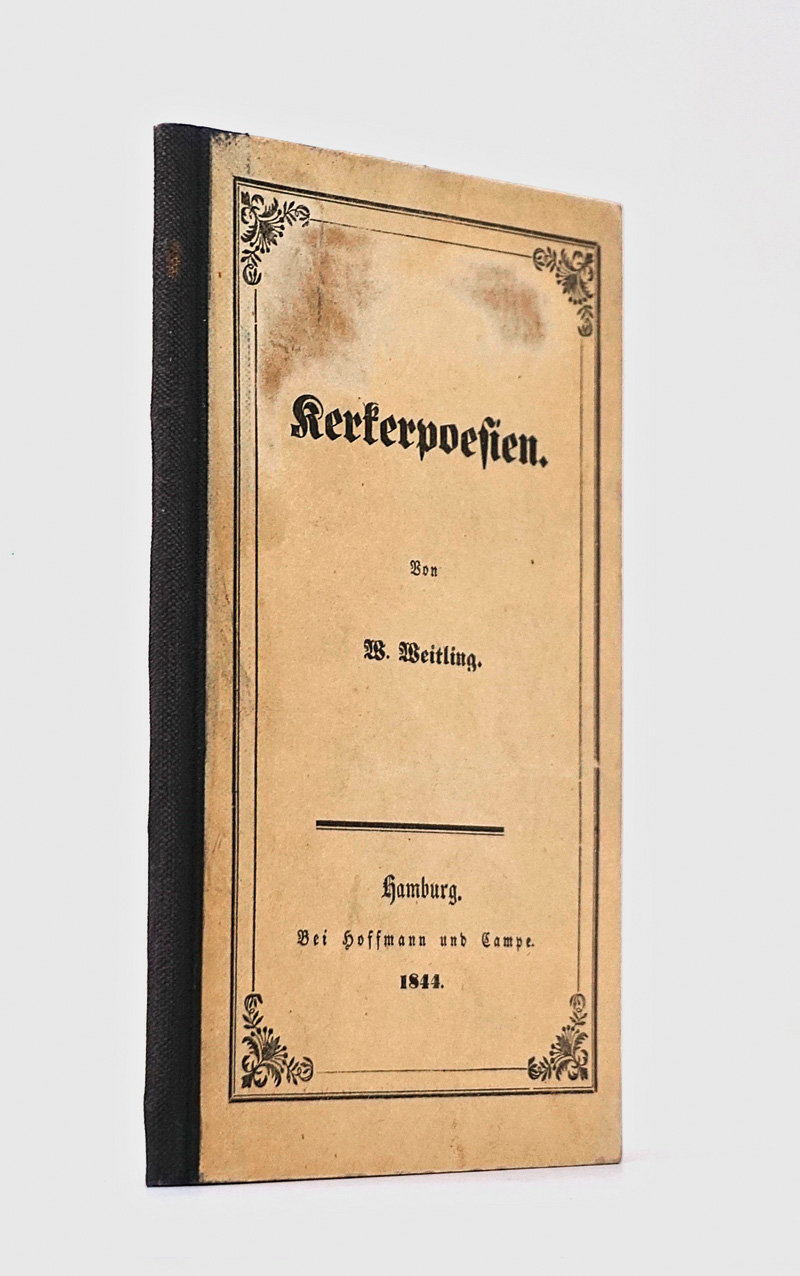 Kerkerpoesien.
Von
W. Weitling.
Hamburg.
Bei Hoffmann und Campe.
1844.